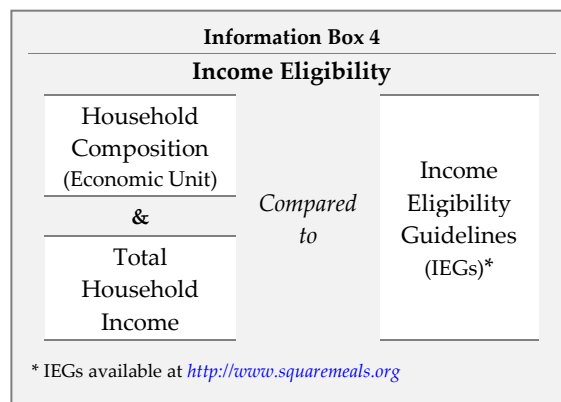 Information Box 4
Income Eligibility
Household
Composition
(Economic Unit)
&
Total
Household
Income
Compared
to
Income
Eligibility
Guidelines
(IEGs)*
* IEGs available at http://www.squaremeals.org